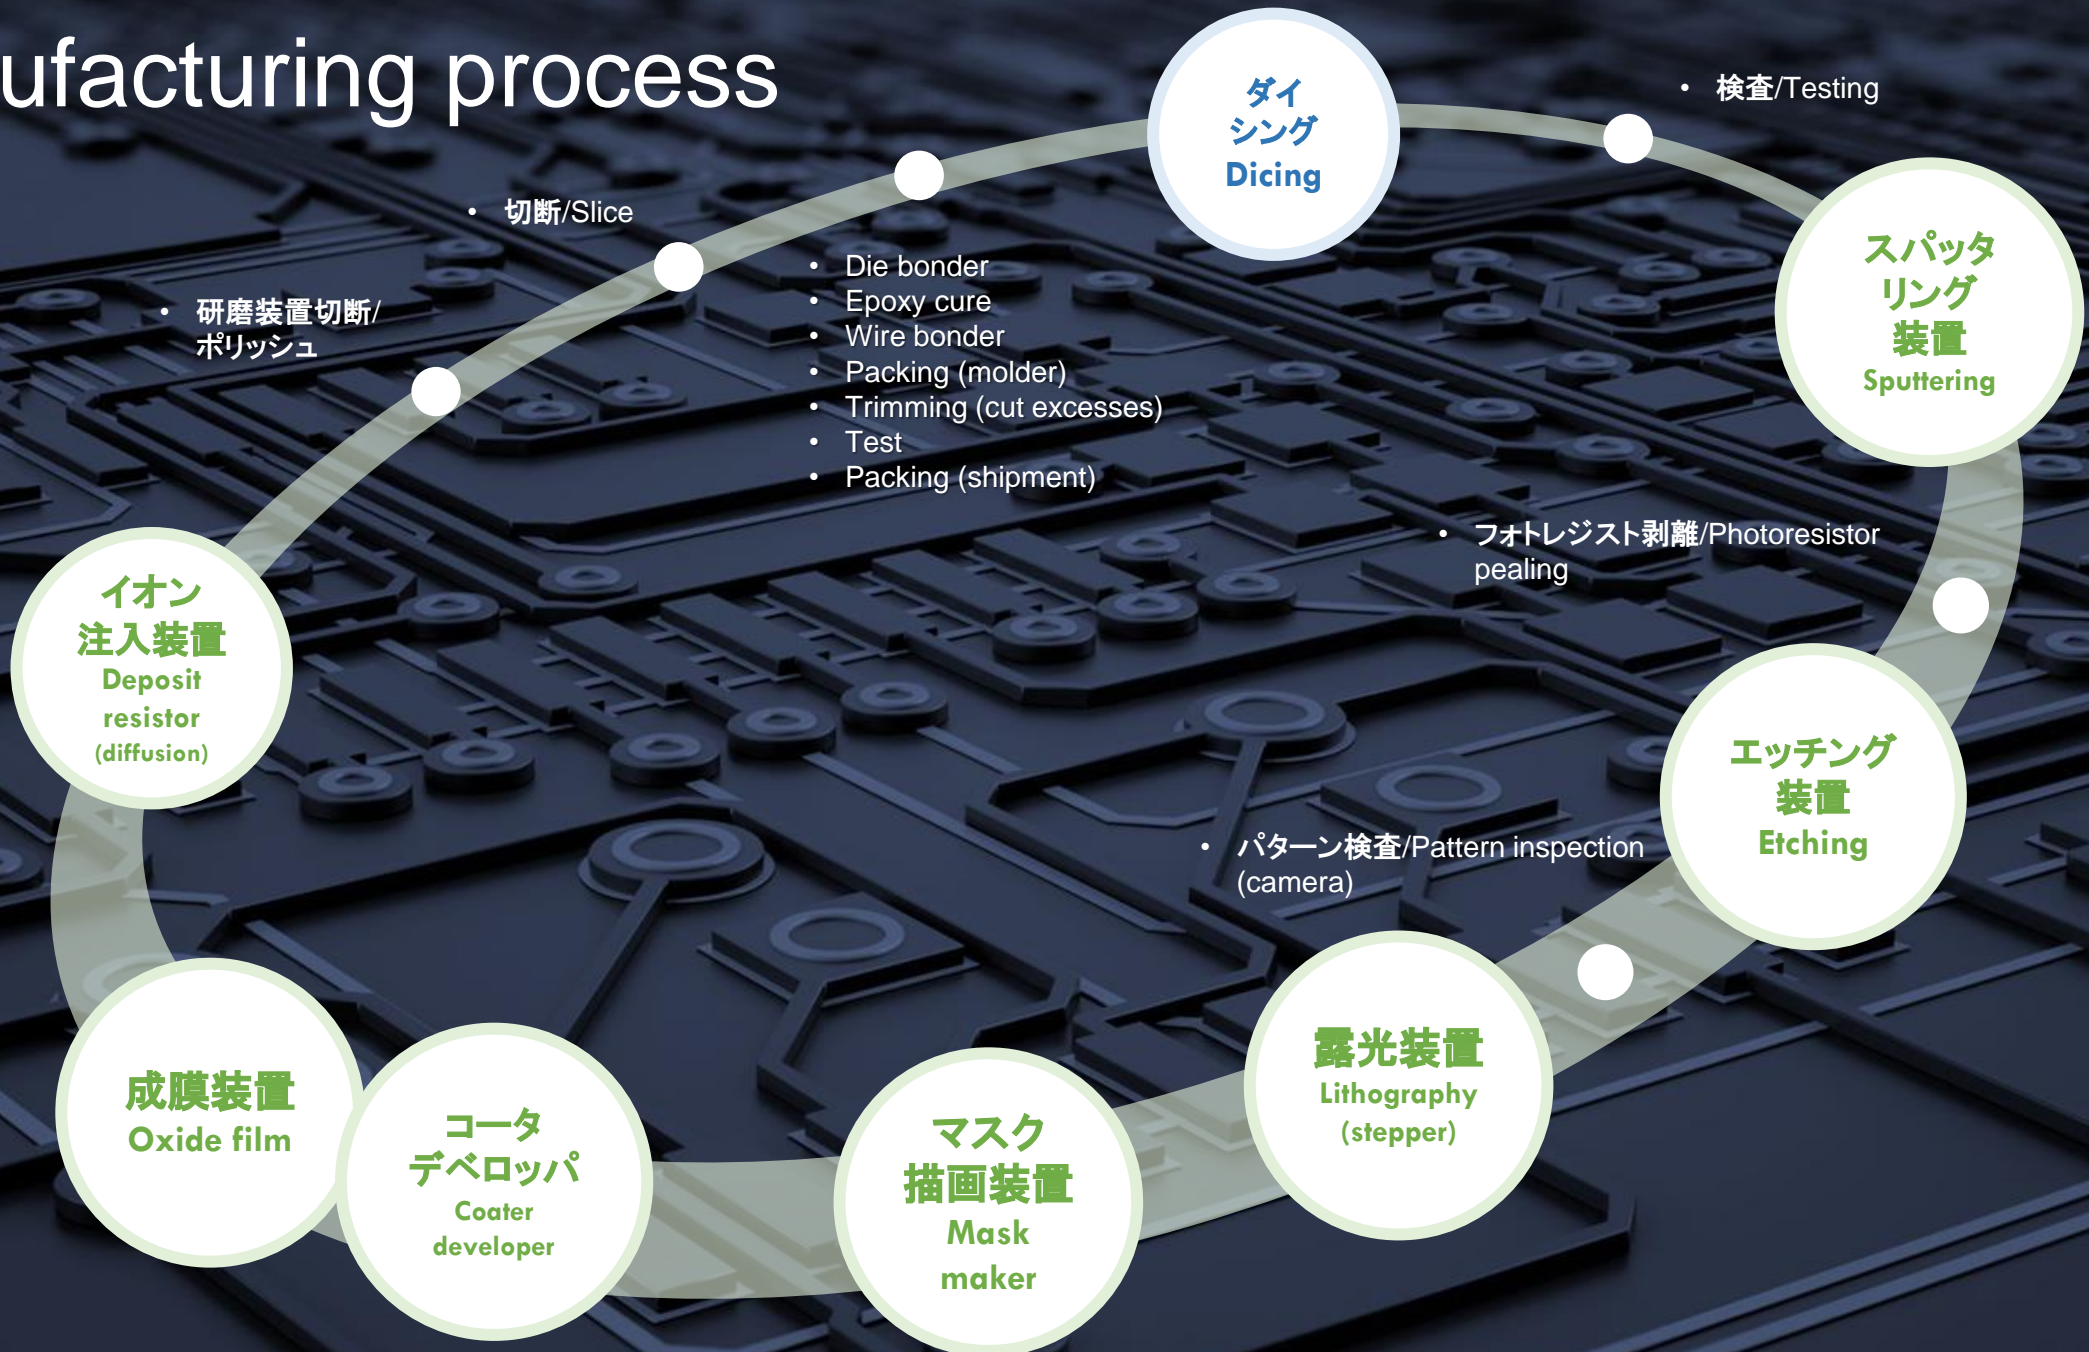 ufacturing process
ダイ
シング
Dicing
• 検査/Testing
• 切断/Slice
スパッタ
リング
装置
Sputtering
• Die bonder
• Epoxy cure
• Wire bonder
• Packing (molder)
• Trimming (cut excesses)
• Test
• Packing (shipment)
• 研磨装置切断/
ポリッシュ
• フォトレジスト剥離/Photoresistor
pealing
イオン
注入装置
Deposit
resistor
(diffusion)
エッチング
装置
Etching
• パターン検査/Pattern inspection
(camera)
成膜装置
Oxide film
コータ
デベロッパ
Coater
developer
マスク
描画装置
Mask
maker
露光装置
Lithography
(stepper)